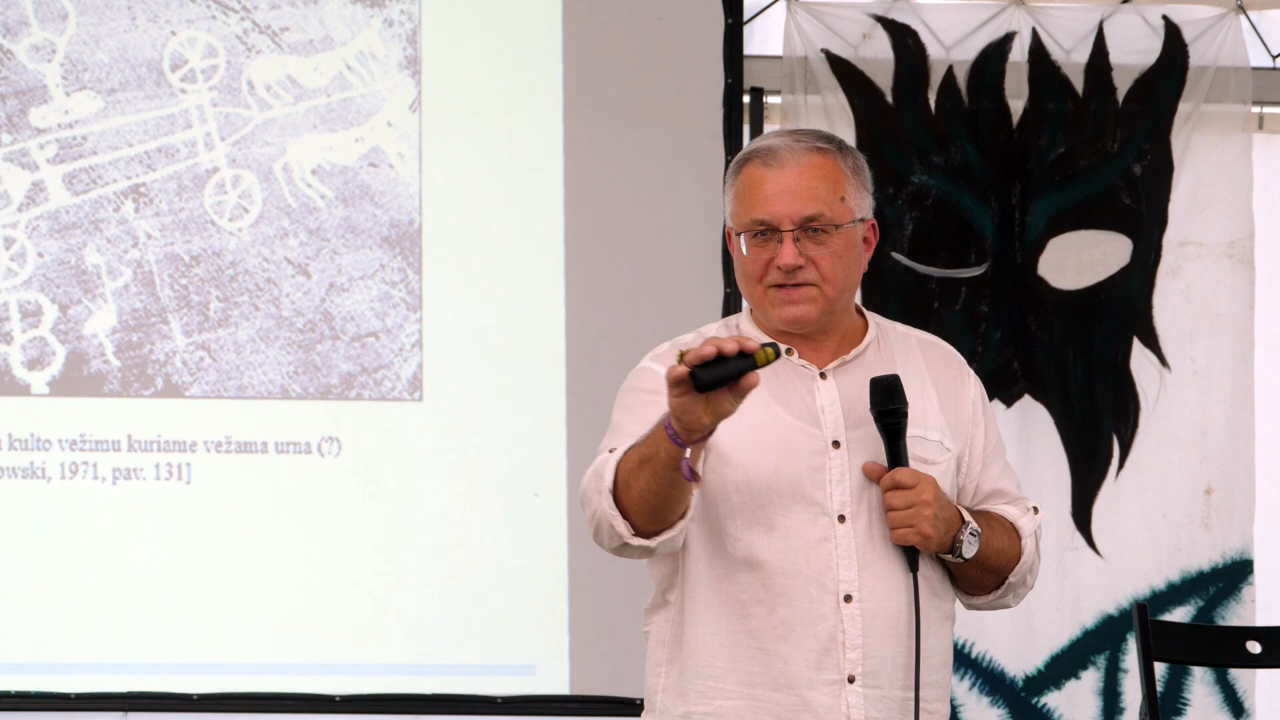 kulto vežimu kuriame vežama urna (?)
owski, 1971, pav. 131]